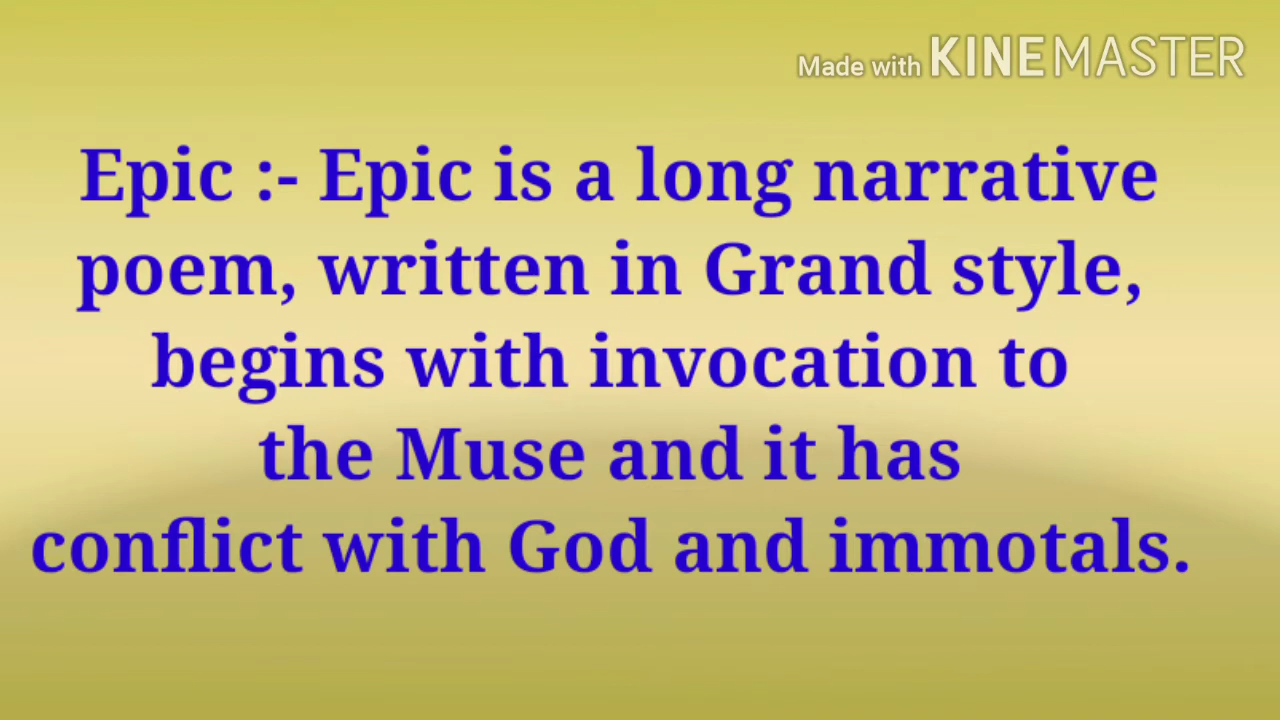 Made with KINEMASTER
Epic :- Epic is a long narrative
poem, written in Grand style,
begins with invocation to
the Muse and it has
conflict with God and immotals.